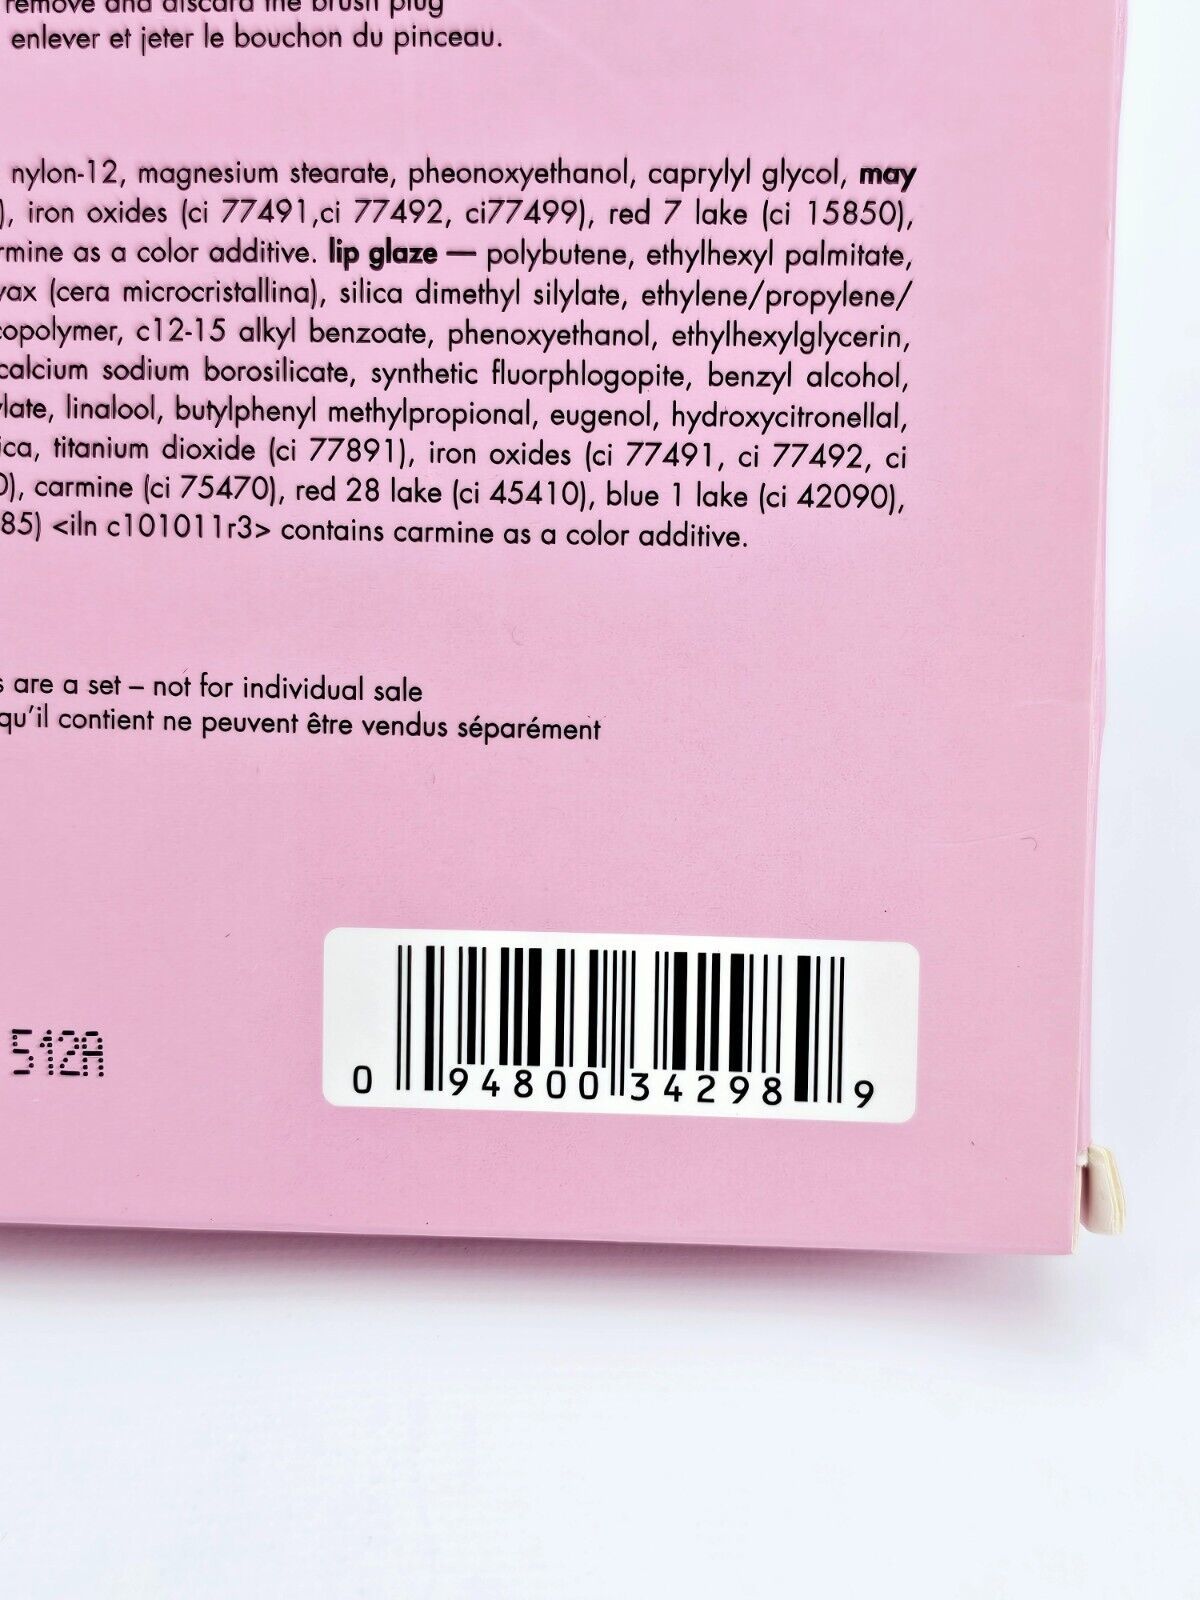 remove and discard the brush plug
enlever et jeter le bouchon du pinceau.
nylon-12, magnesium stearate, pheonoxyethanol, caprylyl glycol, may
), iron oxides (ci 77491,ci 77492, ci77499), red 7 lake (ci 15850),
rmine as a color additive. lip glaze — polybutene, ethylhexyl palmitate,
wax (cera microcristallina), silica dimethyl silylate, ethylene/propylene/
copolymer, c12-15 alkyl benzoate, phenoxyethanol, ethylhexylglycerin,
calcium sodium borosilicate, synthetic fluorphlogopite, benzyl alcohol,
ylate, linalool, butylphenyl methylpropional, eugenol, hydroxycitronellal,
ica, titanium dioxide (ci 77891), iron oxides (ci 77491, ci 77492, ci
0), carmine (ci 75470), red 28 lake (ci 45410), blue 1 lake (ci 42090),
85) <iln c101011r3> contains carmine as a color additive.
s are a set – not for individual sale
qu'il contient ne peuvent être vendus séparément
512A
0 94800 34298 9